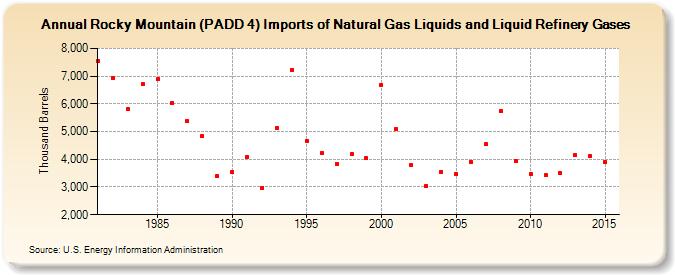 Annual Rocky Mountain (PADD 4) Imports of Natural Gas Liquids and Liquid Refinery Gases
Thousand Barrels
8,000
7,000
6,000
5,000
4,000
3,000
2,000
1985 1990 1995 2000 2005 2010 2015
Source: U.S. Energy Information Administration